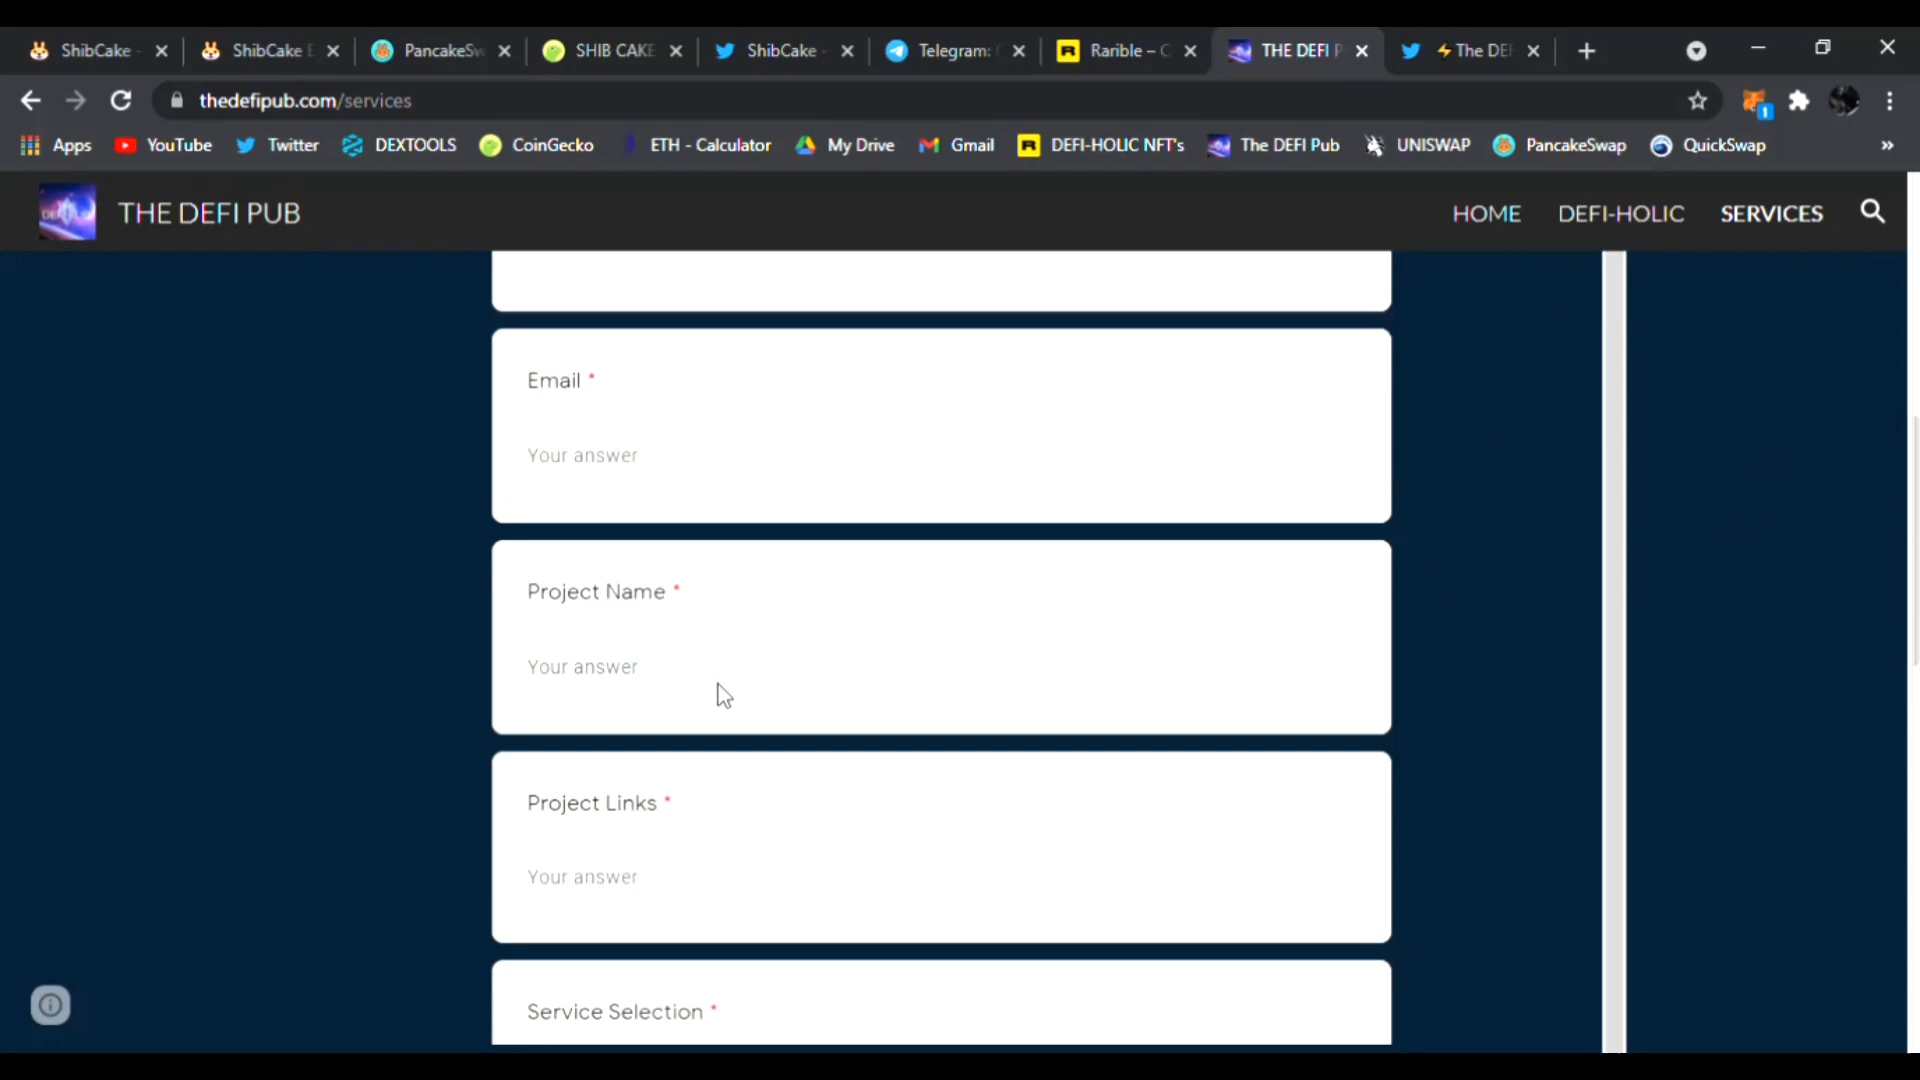 ShibCake - ShibCake E PancakeSw SHIB CAKE ShibCake - Telegram: Rarible – C THE DEFI P ⚡The DEF
thedefipub.com/services
Apps YouTube Twitter DEXTOOLS CoinGecko ETH - Calculator My Drive Gmail DEFI-HOLIC NFT's The DEFI Pub UNISWAP PancakeSwap QuickSwap »
THE DEFI PUB HOME DEFI-HOLIC SERVICES
Email *
Your answer
Project Name *
Your answer
Project Links *
Your answer
Service Selection *